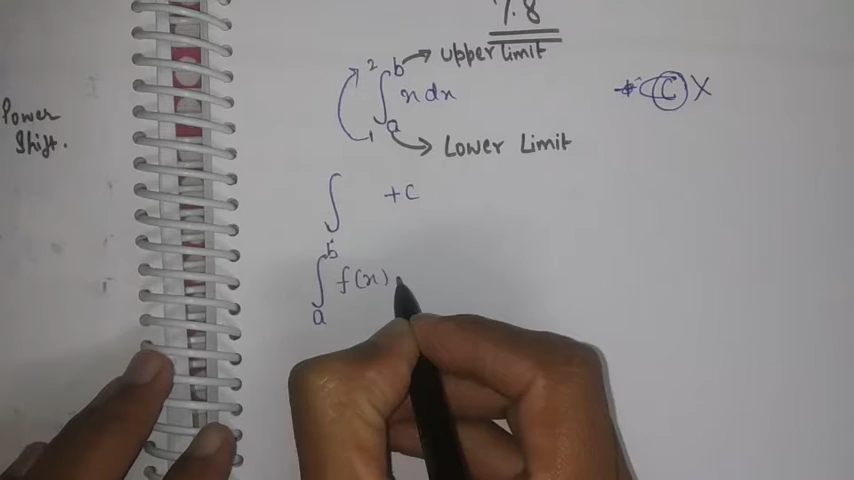 7.8
2 b → upper limit
∫ x dx C X
1 a → Lower Limit
Power
Shift.
∫ + C
b
∫ f(x)
a